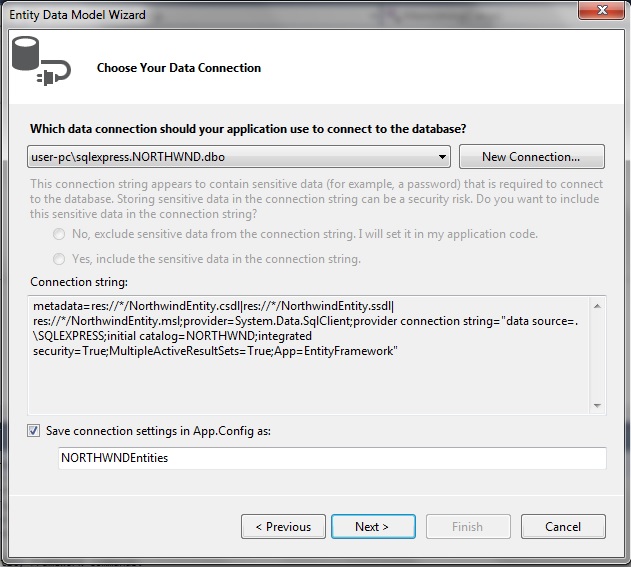 Entity Data Model Wizard
Choose Your Data Connection
Which data connection should your application use to connect to the database?
user-pc\sqlexpress.NORTHWND.dbo
New Connection...
This connection string appears to contain sensitive data (for example, a password) that is required to connect
to the database. Storing sensitive data in the connection string can be a security risk. Do you want to include
this sensitive data in the connection string?
No, exclude sensitive data from the connection string. I will set it in my application code.
Yes, include the sensitive data in the connection string.
Connection string:
metadata=res://*/NorthwindEntity.csdl|res://*/NorthwindEntity.ssdl|
res://*/NorthwindEntity.msl;provider=System.Data.SqlClient;provider connection string="data source=.
\SQLEXPRESS;initial catalog=NORTHWND;integrated
security=True;MultipleActiveResultSets=True;App=EntityFramework"
Save connection settings in App.Config as:
NORTHWNDEntities
< Previous
Next >
Finish
Cancel